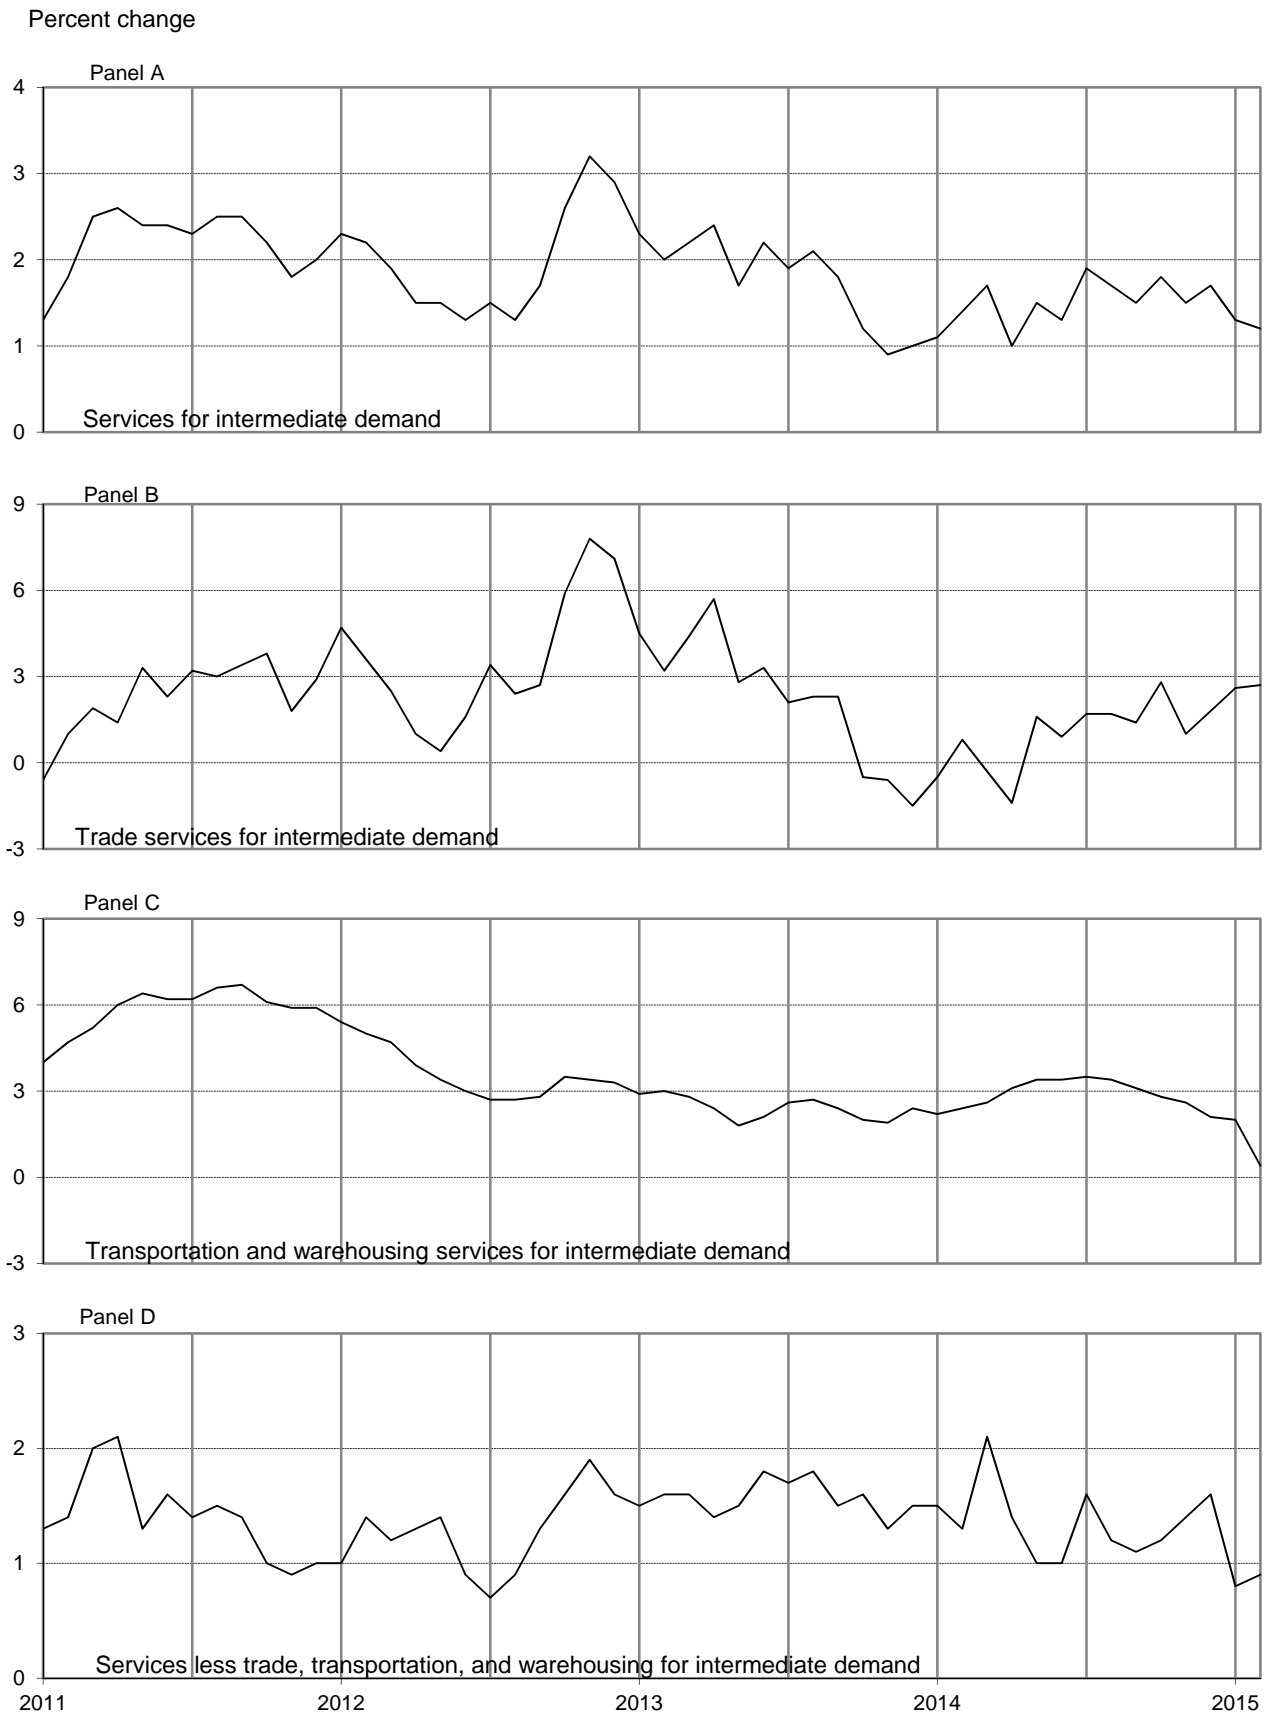 Percent change
Panel A
4
3
2
1
0
Services for intermediate demand
Panel B
9
6
3
0
-3
Trade services for intermediate demand
Panel C
9
6
3
0
-3
Transportation and warehousing services for intermediate demand
Panel D
3
2
1
0
Services less trade, transportation, and warehousing for intermediate demand
2011 2012 2013 2014 2015